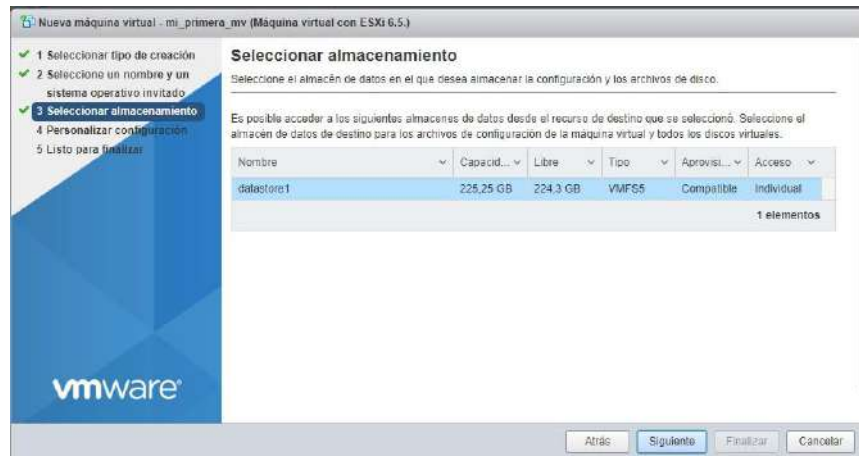 Nueva máquina virtual - mi_primera_mv (Máquina virtual con ESXi 6.5.)
1 Seleccionar tipo de creación
2 Seleccione un nombre y un
sistema operativo invitado
3 Seleccionar almacenamiento
4 Personalizar configuración
5 Listo para finalizar
Seleccionar almacenamiento
Seleccione el almacén de datos en el que desea almacenar la configuración y los archivos de disco.
Es posible acceder a los siguientes almacenes de datos desde el recurso de destino que se seleccionó. Seleccione el
almacén de datos de destino para los archivos de configuración de la máquina virtual y todos los discos virtuales.
Nombre Capacid... Libre Tipo Aprovisi... Acceso
datastore1 225,25 GB 224,3 GB VMFS5 Compatible Individual
1 elementos
vmware
Atrás Siguiente Finalizar Cancelar